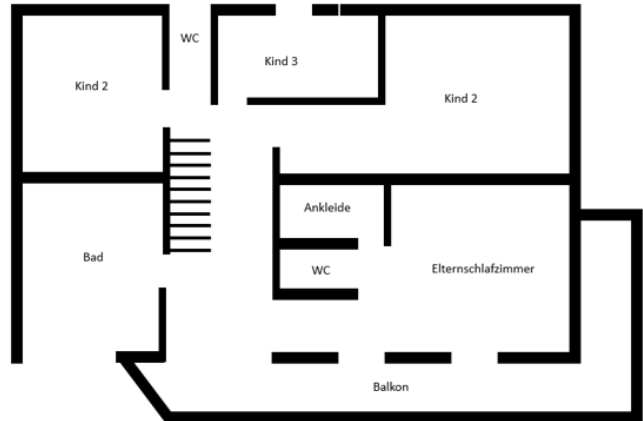 WC
Kind 3
Kind 2
Kind 2
Ankleide
Bad
WC
Elternschlafzimmer
Balkon